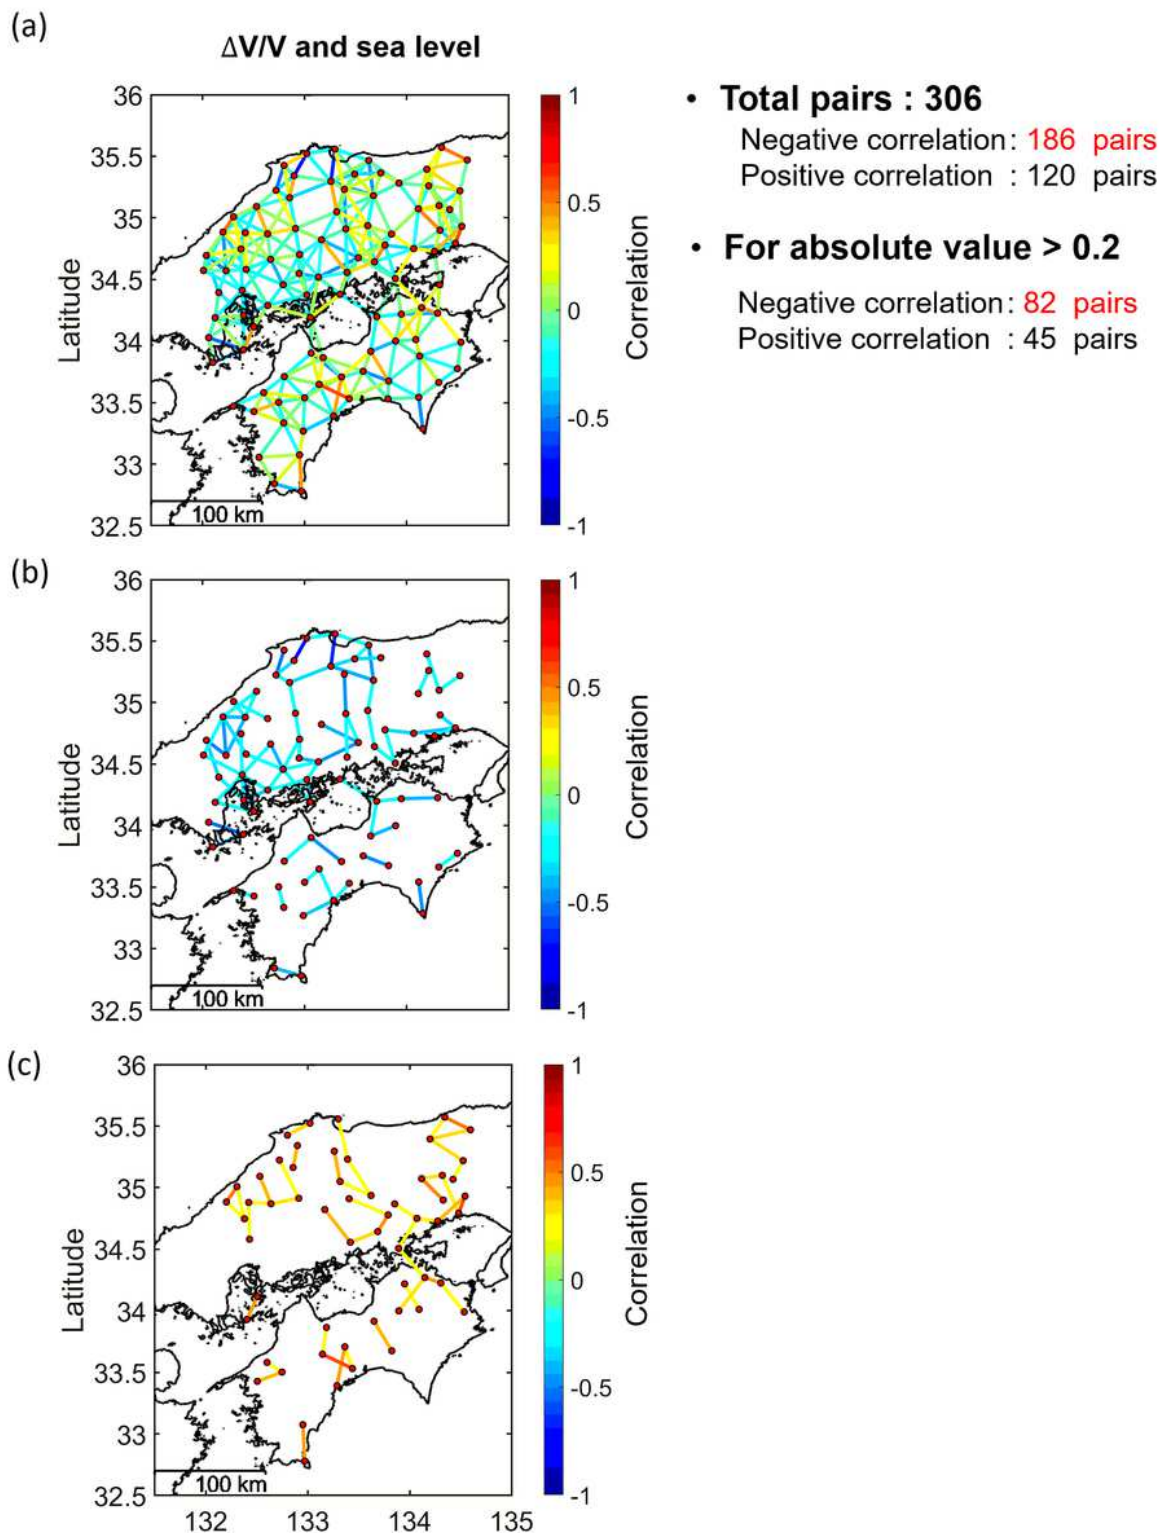 (a)
ΔV/V and sea level
36
35.5
35
34.5
34
33.5
33
32.5
Latitude
100 km
1
0.5
0
-0.5
-1
Correlation
• Total pairs : 306
Negative correlation : 186 pairs
Positive correlation : 120 pairs
• For absolute value > 0.2
Negative correlation : 82 pairs
Positive correlation : 45 pairs
(b)
36
35.5
35
34.5
34
33.5
33
32.5
Latitude
100 km
1
0.5
0
-0.5
-1
Correlation
(c)
36
35.5
35
34.5
34
33.5
33
32.5
Latitude
100 km
132 133 134 135
1
0.5
0
-0.5
-1
Correlation